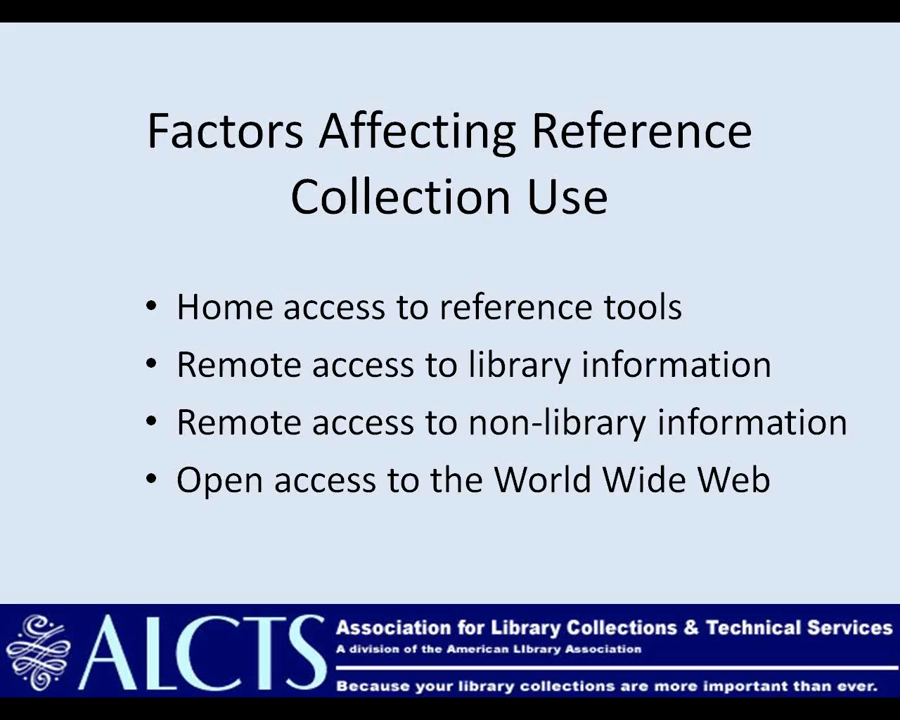 Factors Affecting Reference
Collection Use
• Home access to reference tools
• Remote access to library information
• Remote access to non-library information
• Open access to the World Wide Web
ALCTS
Association for Library Collections & Technical Services
A division of the American Library Association
Because your library collections are more important than ever.